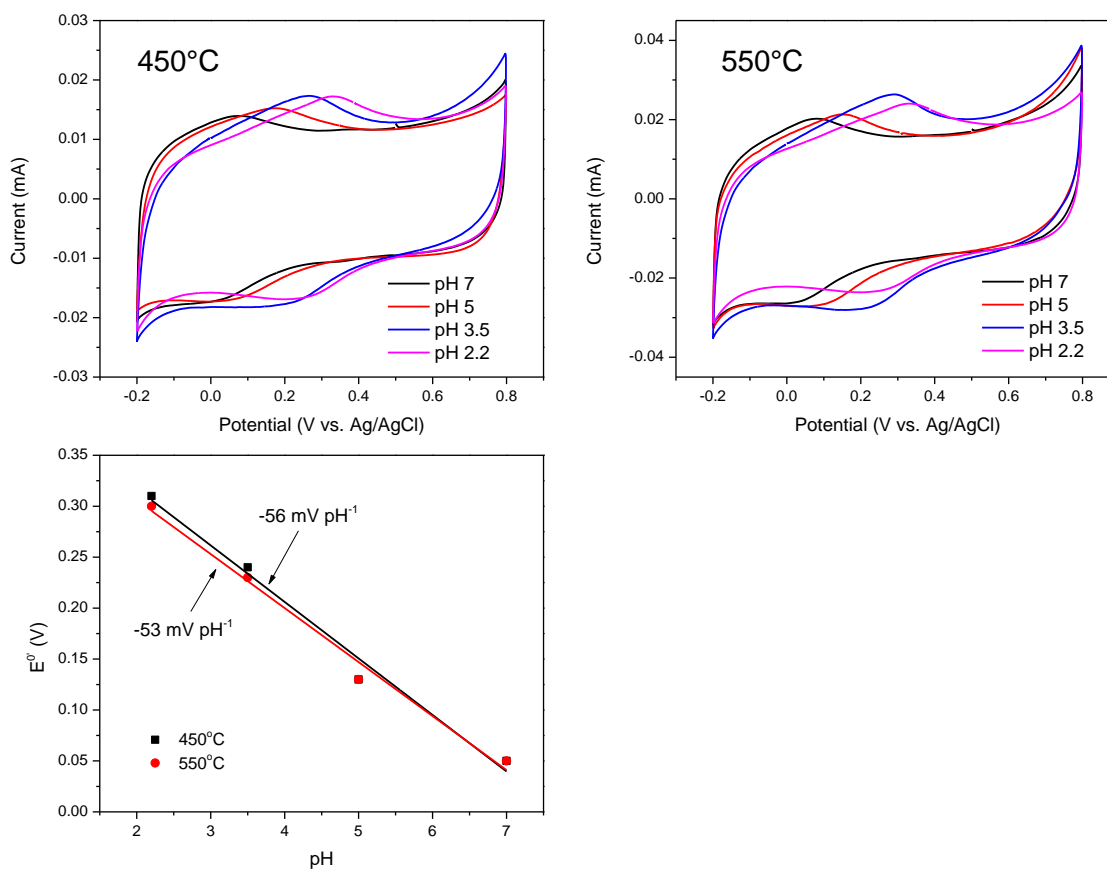 450°C
0.03
0.02
0.01
0.00
-0.01
-0.02
-0.03
Current (mA)
-0.2
0.0
0.2
0.4
0.6
0.8
Potential (V vs. Ag/AgCl)
pH 7
pH 5
pH 3.5
pH 2.2
550°C
0.04
0.02
0.00
-0.02
-0.04
Current (mA)
-0.2
0.0
0.2
0.4
0.6
0.8
Potential (V vs. Ag/AgCl)
pH 7
pH 5
pH 3.5
pH 2.2
0.35
0.30
0.25
0.20
0.15
0.10
0.05
0.00
E⁰' (V)
-56 mV pH⁻¹
-53 mV pH⁻¹
450°C
550°C
2
3
4
5
6
7
pH